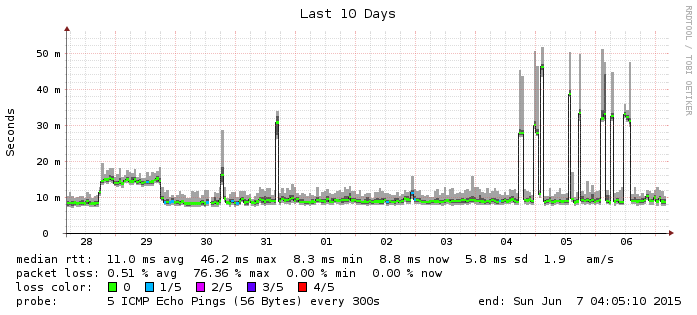 Last 10 Days
RRDTOOL / TOBI OETIKER
Seconds
50 m
40 m
30 m
20 m
10 m
0
28 29 30 31 01 02 03 04 05 06
median rtt: 11.0 ms avg 46.2 ms max 8.3 ms min 8.8 ms now 5.8 ms sd 1.9 am/s
packet loss: 0.51 % avg 76.36 % max 0.00 % min 0.00 % now
loss color: 0 1/5 2/5 3/5 4/5
probe: 5 ICMP Echo Pings (56 Bytes) every 300s end: Sun Jun 7 04:05:10 2015